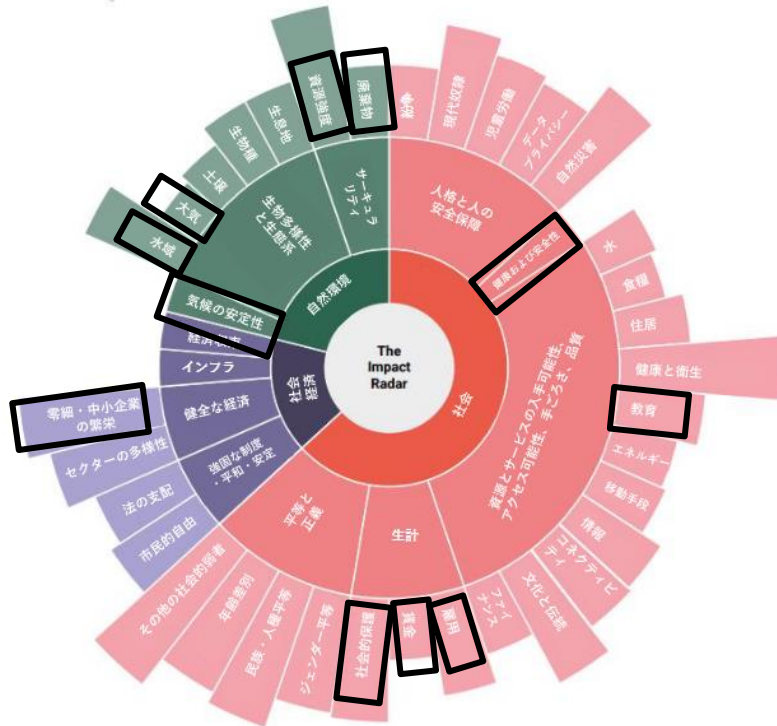 The
Impact
Radar
社会
人格と人の
安全保障
紛争
現代奴隷
児童労働
データ
プライバシー
自然災害
健康および安全性
資源とサービスの入手可能性、
アクセス可能性、手ごろさ、品質
水
食糧
住居
健康と衛生
教育
エネルギー
移動手段
情報
コネクティビ
ティ
文化と伝統
ファイ
ナンス
生計
雇用
賃金
社会的保護
平等と
正義
ジェンダー平等
民族・人種平等
年齢差別
その他の社会的弱者
社会
経済
強固な制度
・平和・安定
市民的自由
法の支配
健全な経済
セクターの多様性
零細・中小企業
の繁栄
インフラ
経済収束
自然環境
気候の安定性
生物多様性
と生態系
水域
大気
土壌
生物種
生息地
サーキュラ
リティ
資源強度
廃棄物